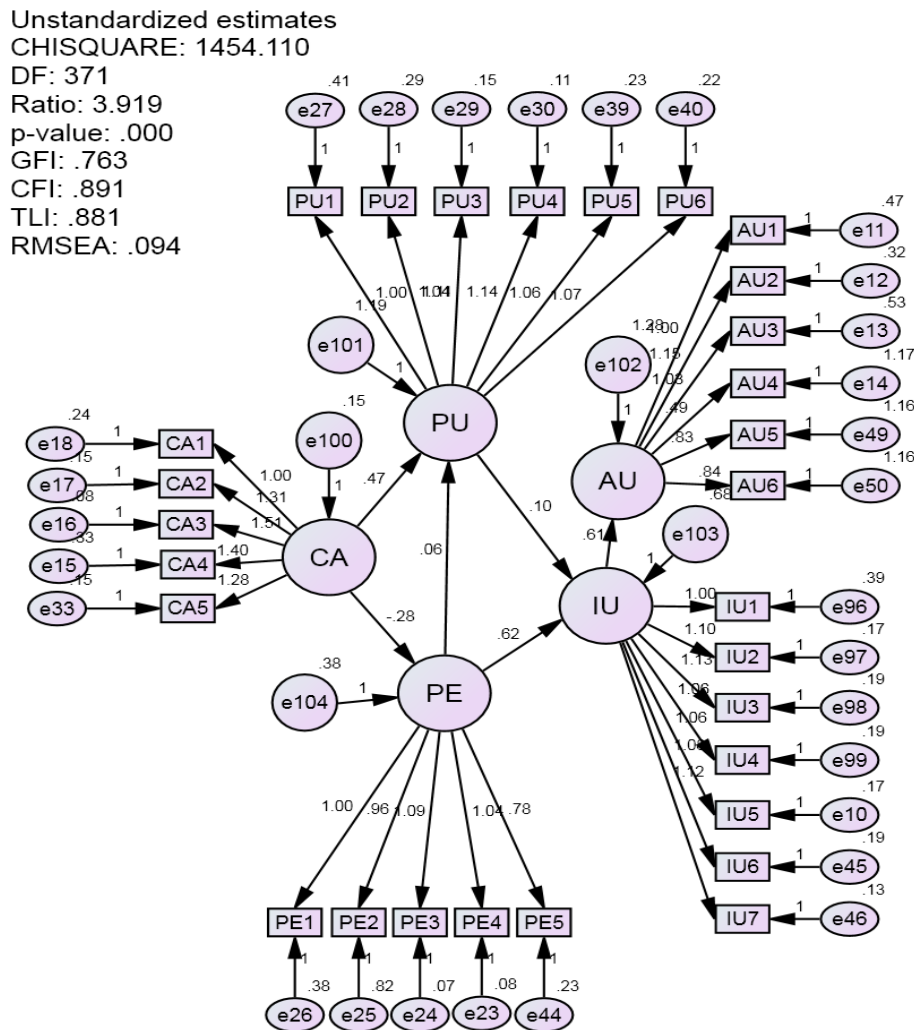 Unstandardized estimates
CHISQUARE: 1454.110
DF: 371
Ratio: 3.919
p-value: .000
GFI: .763
CFI: .891
TLI: .881
RMSEA: .094
.41 .29 .15 .11 .23 .22
e27 e28 e29 e30 e39 e40
1 1 1 1 1 1
PU1 PU2 PU3 PU4 PU5 PU6
1.00 1.14 1.06 1.07
1.19
e101
1
PU
.47
e11
1
AU1
.32
e12
1
AU2
.53
e13
1
AU3
1.17
e14
1
AU4
1.16
e49
1
AU5
1.16
e50
1
AU6
1.28
e102
1
1.00
1.15
1.03
.49
.83
.84
AU
.15
e100
1
.24
e18
1
CA1
.15
e17
1
CA2
.08
e16
1
CA3
.33
e15
1
CA4
.15
e33
1
CA5
1.00
1.31
1.51
1.40
1.28
CA
.47
.10
.06
-.28
.62
.61
.68
e103
1
IU
1.00
1.10
1.13
1.06
1.06
1.12
.39
IU1
1
e96
.17
IU2
1
e97
.19
IU3
1
e98
.19
IU4
1
e99
.17
IU5
1
e10
.19
IU6
1
e45
.13
IU7
1
e46
.38
e104
1
PE
1.00 .96 1.09 1.04 .78
PE1 PE2 PE3 PE4 PE5
1 1 1 1 1
.38 .82 .07 .08 .23
e26 e25 e24 e23 e44